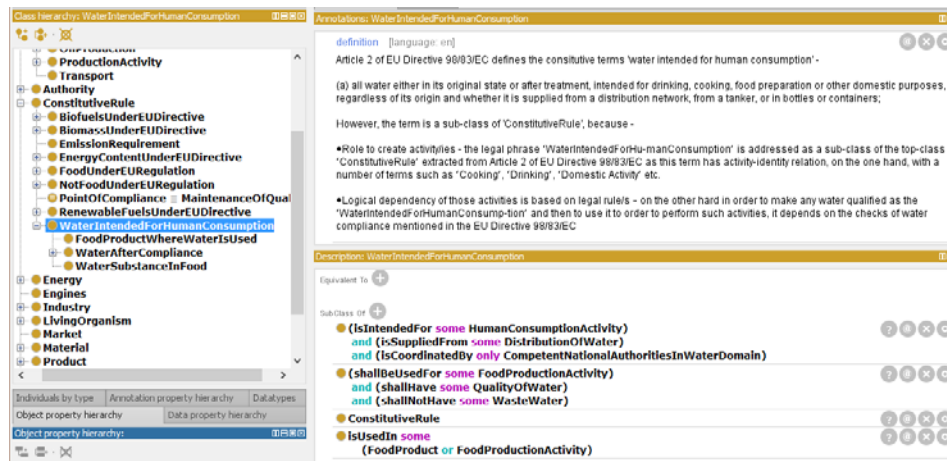 Class hierarchy: WaterIntendedForHumanConsumption
ProductionActivity
Transport
Authority
ConstitutiveRule
BiofuelsUnderEUDirective
BiomassUnderEUDirective
EmissionRequirement
EnergyContentUnderEUDirective
FoodUnderEURegulation
NotFoodUnderEURegulation
PointOfCompliance ≡ MaintenanceOfQual
RenewableFuelsUnderEUDirective
WaterIntendedForHumanConsumption
FoodProductWhereWaterIsUsed
WaterAfterCompliance
WaterSubstanceInFood
Energy
Engines
Industry
LivingOrganism
Market
Material
Product
Individuals by type Annotation property hierarchy Datatypes
Object property hierarchy Data property hierarchy
Object property hierarchy:
Annotations: WaterIntendedForHumanConsumption
definition [language: en]
Article 2 of EU Directive 98/83/EC defines the consitutive terms 'water intended for human consumption' -
(a) all water either in its original state or after treatment, intended for drinking, cooking, food preparation or other domestic purposes,
regardless of its origin and whether it is supplied from a distribution network, from a tanker, or in bottles or containers;
However, the term is a sub-class of 'ConstitutiveRule', because -
•Role to create activity/ies - the legal phrase 'WaterIntendedForHu-manConsumption' is addressed as a sub-class of the top-class
'ConstitutiveRule' extracted from Article 2 of EU Directive 98/83/EC as this term has activity-identity relation, on the one hand, with a
number of terms such as 'Cooking', 'Drinking', 'Domestic Activity' etc.
•Logical dependency of those activities is based on legal rule/s - on the other hard in order to make any water qualified as the
'WaterIntendedForHumanConsump-tion' and then to use it to order to perform such activities, it depends on the checks of water
compliance mentioned in the EU Directive 98/83/EC
Description: WaterIntendedForHumanConsumption
Equivalent To
SubClass Of
(isIntendedFor some HumanConsumptionActivity)
and (isSuppliedFrom some DistributionOfWater)
and (isCoordinatedBy only CompetentNationalAuthoritiesInWaterDomain)
(shallBeUsedFor some FoodProductionActivity)
and (shallHave some QualityOfWater)
and (shallNotHave some WasteWater)
ConstitutiveRule
isUsedIn some
(FoodProduct or FoodProductionActivity)